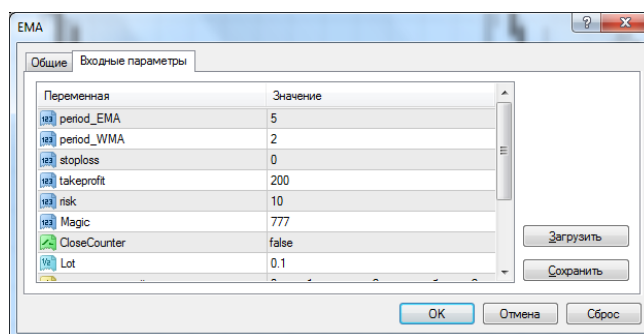 EMA
Общие Входные параметры
Переменная Значение
period_EMA 5
period_WMA 2
stoploss 0
takeprofit 200
risk 10
Magic 777
CloseCounter false
Lot 0.1
Загрузить
Сохранить
OK Отмена Сброс